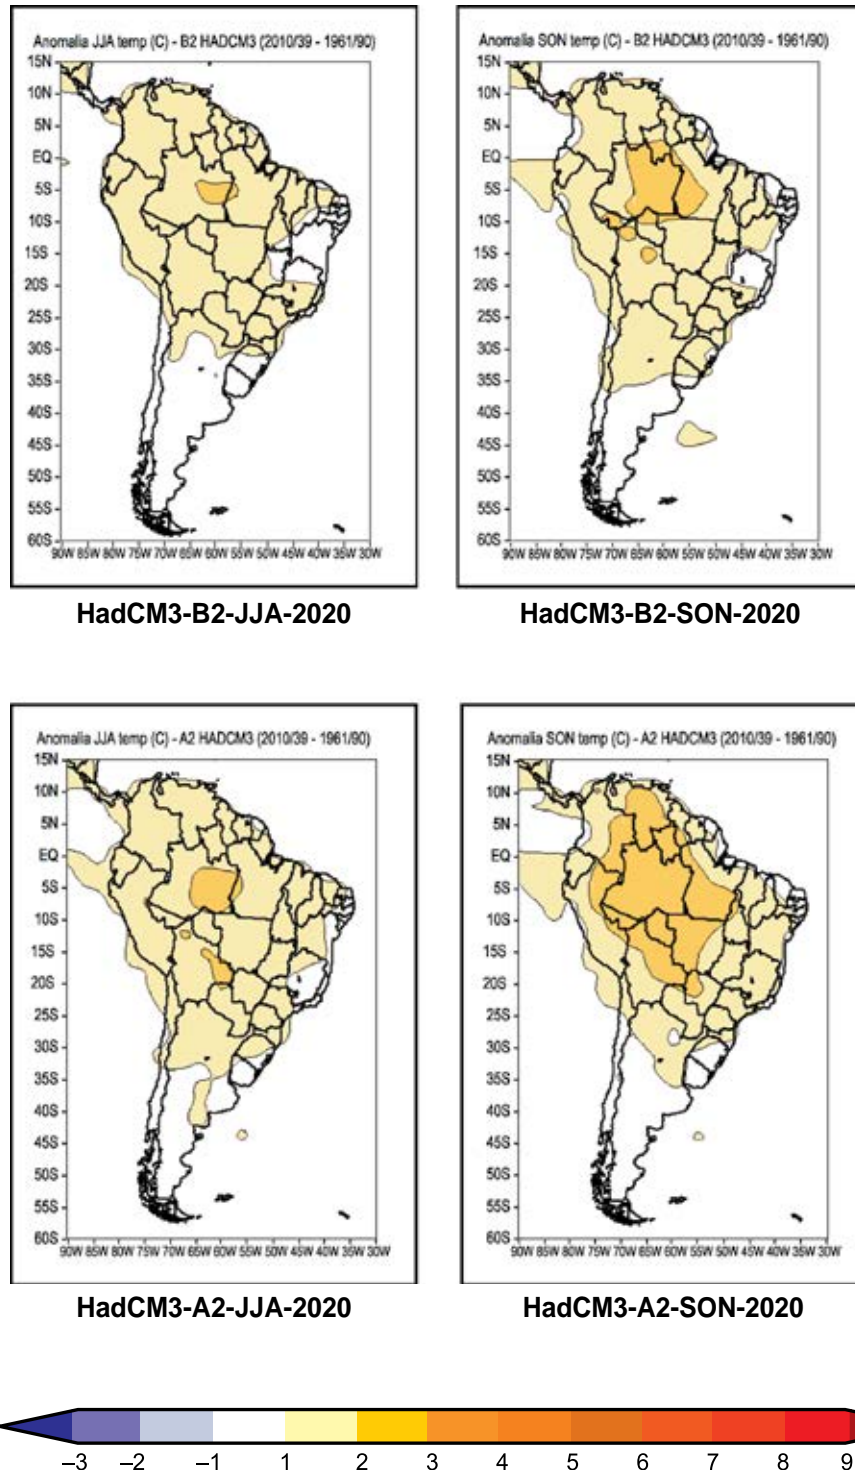 Anomalia JJA temp (C) - B2 HADCM3 (2010/39 - 1961/90)
15N
10N
5N
EQ
5S
10S
15S
20S
25S
30S
35S
40S
45S
50S
55S
60S
90W 85W 80W 75W 70W 65W 60W 55W 50W 45W 40W 35W 30W
HadCM3-B2-JJA-2020
Anomalia SON temp (C) - B2 HADCM3 (2010/39 - 1961/90)
15N
10N
5N
EQ
5S
10S
15S
20S
25S
30S
35S
40S
45S
50S
55S
60S
90W 85W 80W 75W 70W 65W 60W 55W 50W 45W 40W 35W 30W
HadCM3-B2-SON-2020
Anomalia JJA temp (C) - A2 HADCM3 (2010/39 - 1961/90)
15N
10N
5N
EQ
5S
10S
15S
20S
25S
30S
35S
40S
45S
50S
55S
60S
90W 85W 80W 75W 70W 65W 60W 55W 50W 45W 40W 35W 30W
HadCM3-A2-JJA-2020
Anomalia SON temp (C) - A2 HADCM3 (2010/39 - 1961/90)
15N
10N
5N
EQ
5S
10S
15S
20S
25S
30S
35S
40S
45S
50S
55S
60S
90W 85W 80W 75W 70W 65W 60W 55W 50W 45W 40W 35W 30W
HadCM3-A2-SON-2020
–3 –2 –1 1 2 3 4 5 6 7 8 9